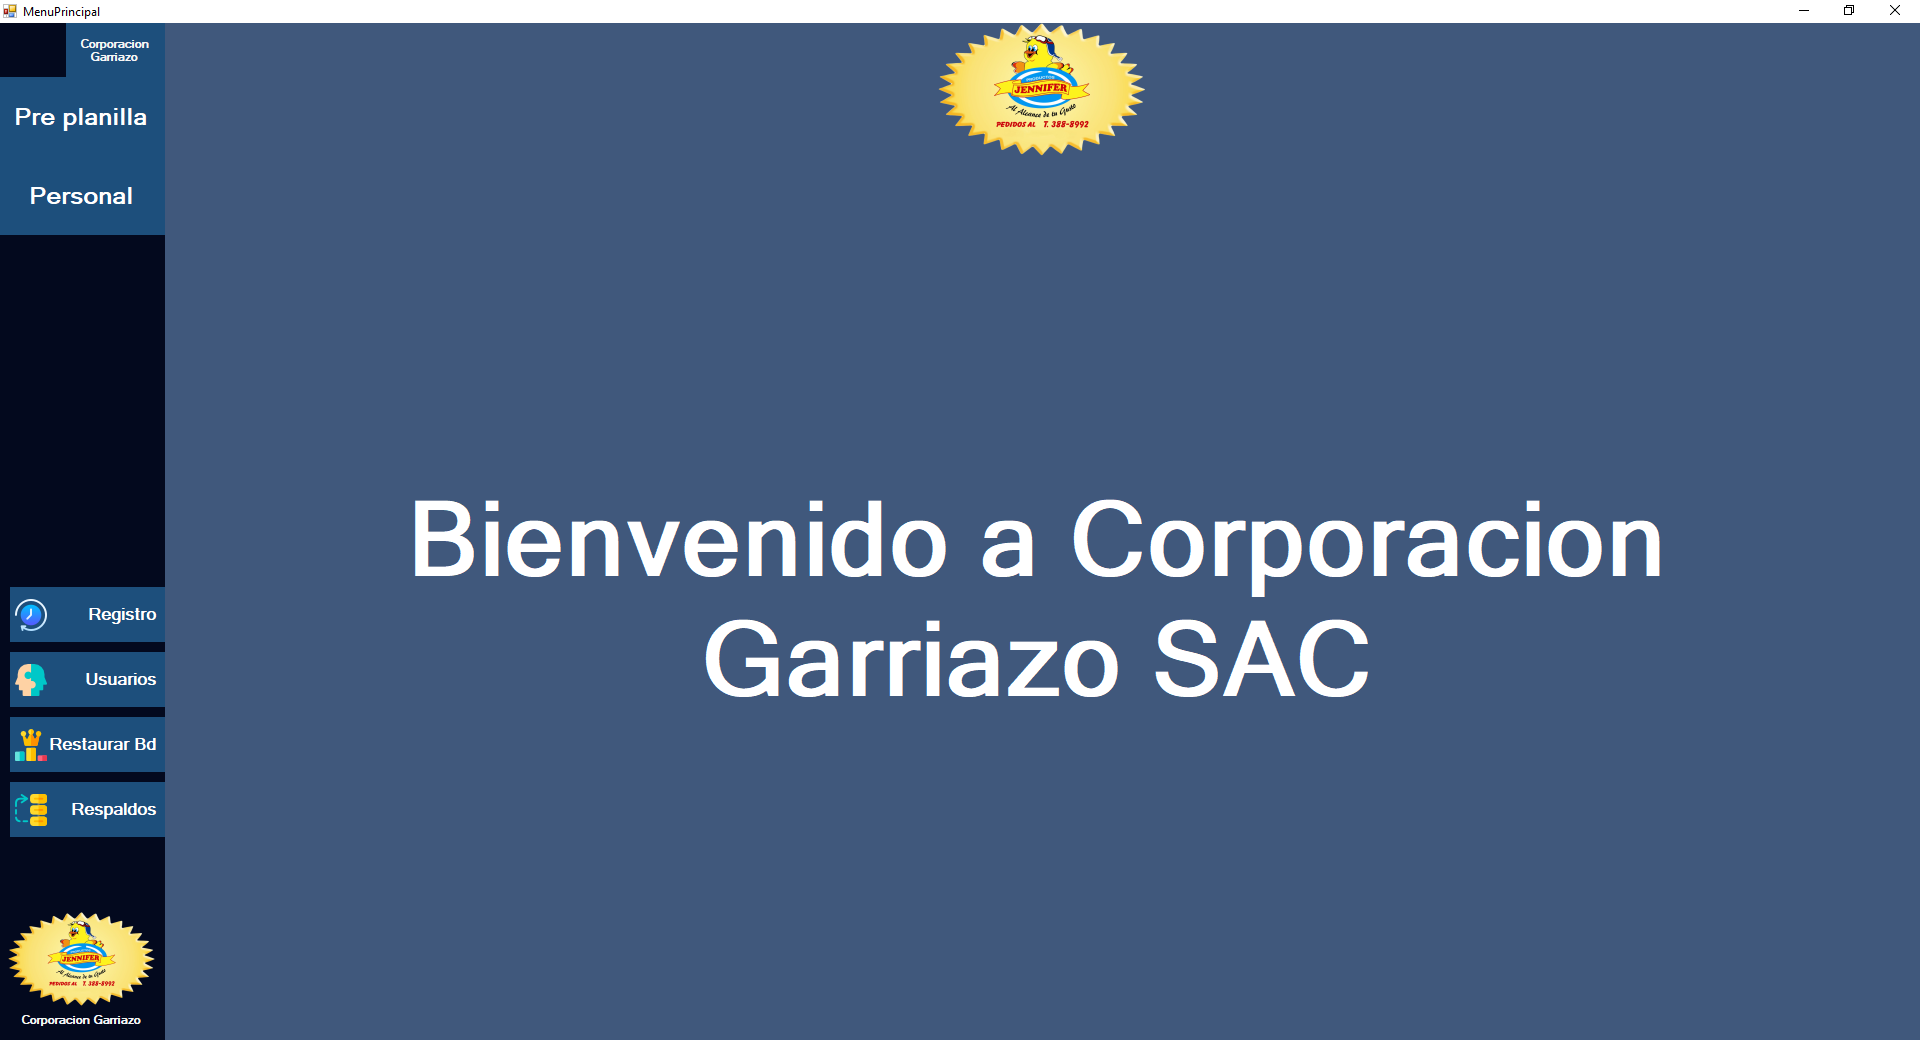 MenuPrincipal
Corporacion
Garriazo
Pre planilla
Personal
PRODUCTOS
JENNIFER
Al Alcance de tu Gusto
PEDIDOS AL T. 388-8992
Bienvenido a Corporacion
Garriazo SAC
Registro
Usuarios
Restaurar Bd
Respaldos
JENNIFER
Al Alcance de tu Gusto
PEDIDOS AL T. 388-8992
Corporacion Garriazo